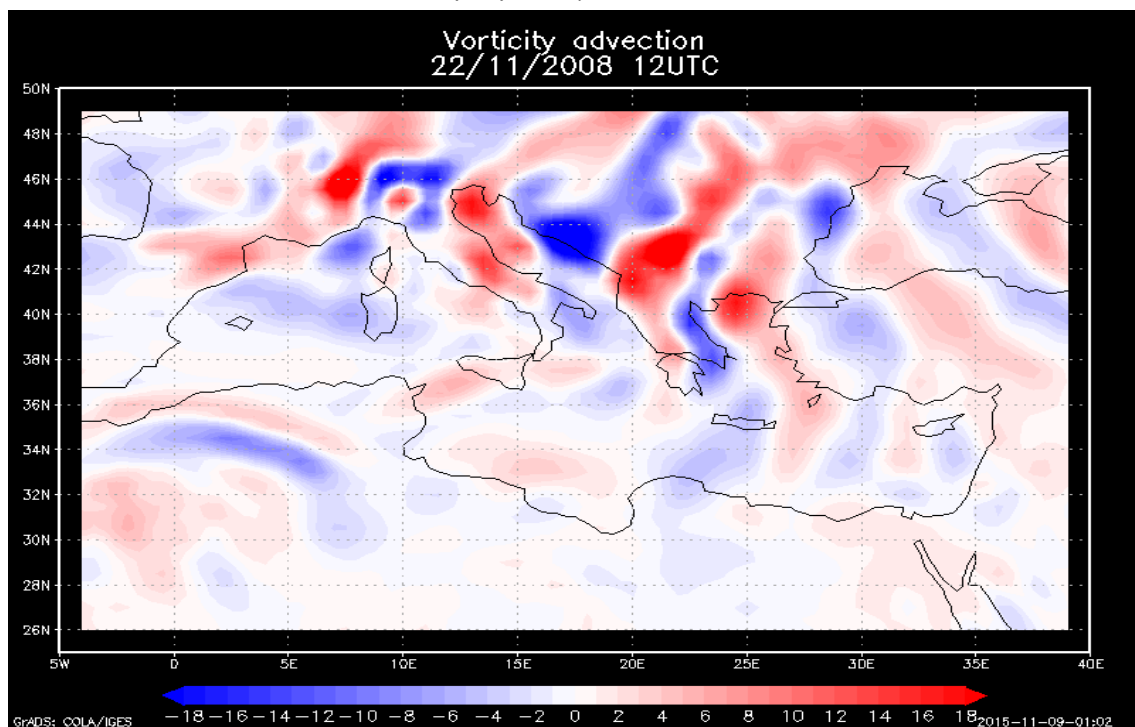 Vorticity advection
22/11/2008 12UTC
50N
48N
46N
44N
42N
40N
38N
36N
34N
32N
30N
28N
26N
5W 0 5E 10E 15E 20E 25E 30E 35E 40E
-18 -16 -14 -12 -10 -8 -6 -4 -2 0 2 4 6 8 10 12 14 16 18
GrADS: COLA/IGES 2015-11-09-01:02